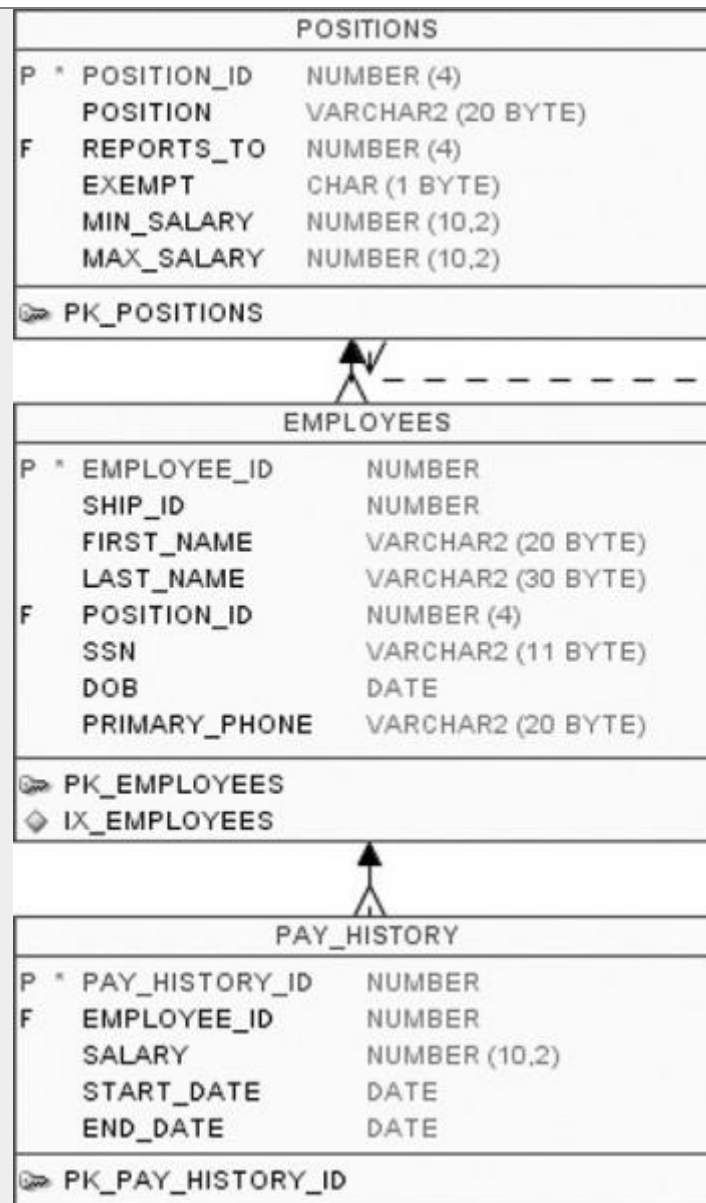 POSITIONS
P * POSITION_ID NUMBER (4)
POSITION VARCHAR2 (20 BYTE)
F REPORTS_TO NUMBER (4)
EXEMPT CHAR (1 BYTE)
MIN_SALARY NUMBER (10,2)
MAX_SALARY NUMBER (10,2)
PK_POSITIONS
EMPLOYEES
P * EMPLOYEE_ID NUMBER
SHIP_ID NUMBER
FIRST_NAME VARCHAR2 (20 BYTE)
LAST_NAME VARCHAR2 (30 BYTE)
F POSITION_ID NUMBER (4)
SSN VARCHAR2 (11 BYTE)
DOB DATE
PRIMARY_PHONE VARCHAR2 (20 BYTE)
PK_EMPLOYEES
IX_EMPLOYEES
PAY_HISTORY
P * PAY_HISTORY_ID NUMBER
F EMPLOYEE_ID NUMBER
SALARY NUMBER (10,2)
START_DATE DATE
END_DATE DATE
PK_PAY_HISTORY_ID